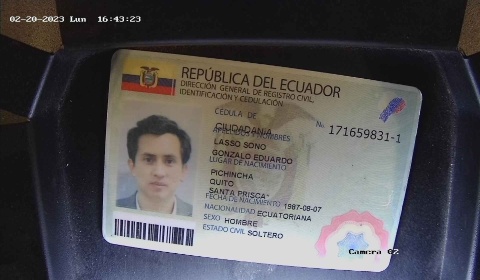 02-20-2023 Lun 16:43:23
REPÚBLICA DEL ECUADOR
DIRECCIÓN GENERAL DE REGISTRO CIVIL,
IDENTIFICACIÓN Y CEDULACIÓN
CÉDULA DE
CIUDADANIA
No 171659831-1
APELLIDOS Y NOMBRES
LASSO SONO
GONZALO EDUARDO
LUGAR DE NACIMIENTO
PICHINCHA
QUITO
SANTA PRISCA
FECHA DE NACIMIENTO 1987-08-07
NACIONALIDAD ECUATORIANA
SEXO HOMBRE
ESTADO CIVIL SOLTERO
Camera 02